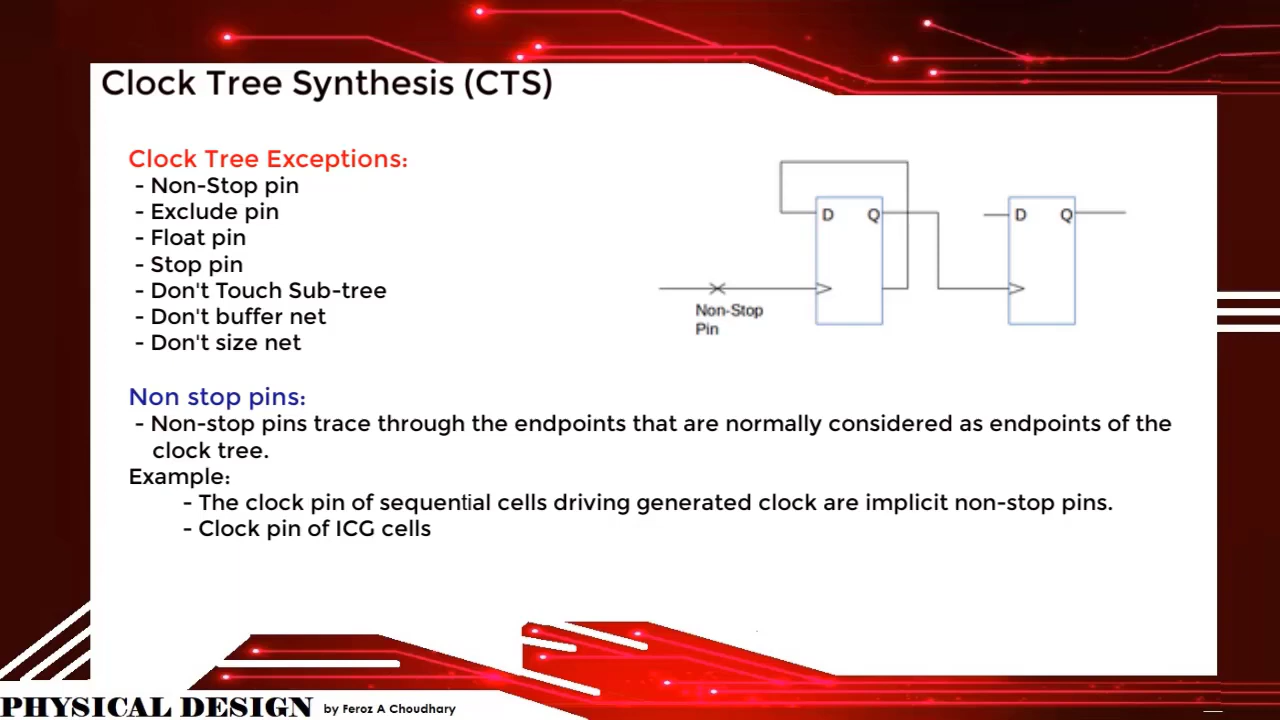 Clock Tree Synthesis (CTS)
Clock Tree Exceptions:
- Non-Stop pin
- Exclude pin
- Float pin
- Stop pin
- Don't Touch Sub-tree
- Don't buffer net
- Don't size net
D Q
D Q
Non-Stop
Pin
Non stop pins:
- Non-stop pins trace through the endpoints that are normally considered as endpoints of the
clock tree.
Example:
- The clock pin of sequential cells driving generated clock are implicit non-stop pins.
- Clock pin of ICG cells
PHYSICAL DESIGN by Feroz A Choudhary